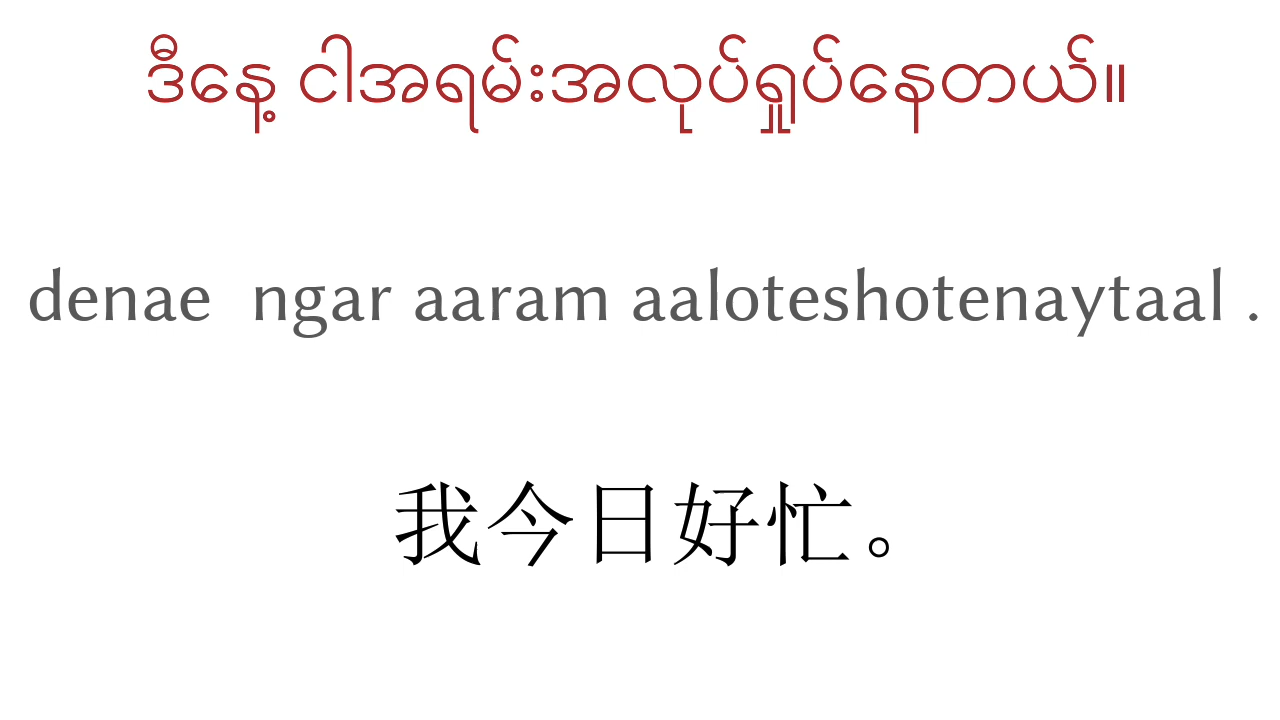 ဒီနေ့ ငါအရမ်းအလုပ်ရှုပ်နေတယ်။
denae  ngar aaram aaloteshotenaytaal .
我今日好忙。